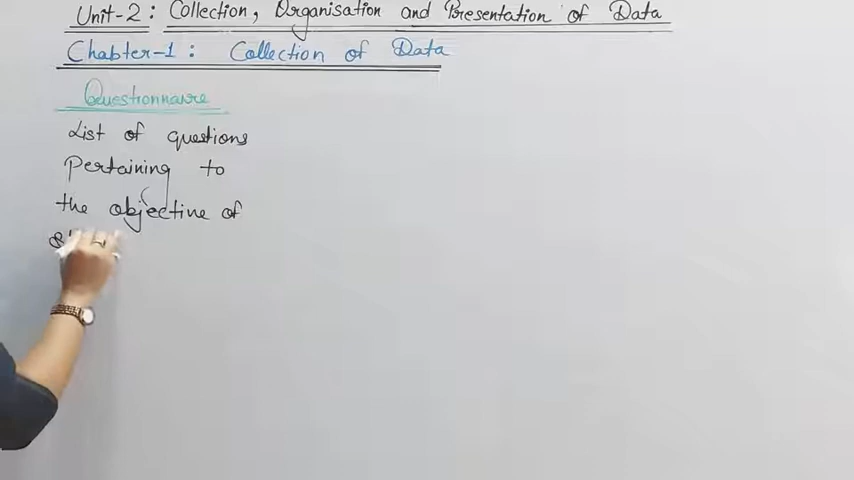 Unit-2: Collection, Organisation and Presentation of Data
Chapter-1: Collection of Data
Questionnaire
List of questions
Pertaining to
the objective of